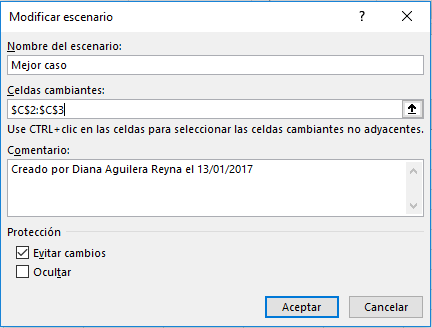 Modificar escenario
?
Nombre del escenario:
Mejor caso
Celdas cambiantes:
$C$2:$C$3
Use CTRL+clic en las celdas para seleccionar las celdas cambiantes no adyacentes.
Comentario:
Creado por Diana Aguilera Reyna el 13/01/2017
Protección
Evitar cambios
Ocultar
Aceptar
Cancelar